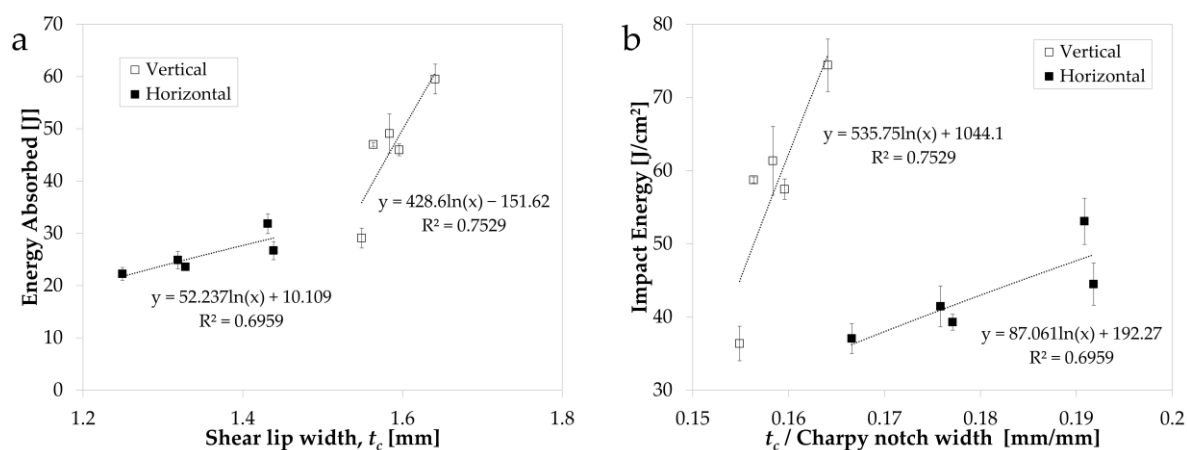 a
70
60
50
40
30
20
10
0
Energy Absorbed [J]
Vertical
Horizontal
y = 428.6ln(x) − 151.62
R² = 0.7529
y = 52.237ln(x) + 10.109
R² = 0.6959
1.2 1.4 1.6 1.8
Shear lip width, t_c [mm]
b
80
70
60
50
40
30
Impact Energy [J/cm²]
Vertical
Horizontal
y = 535.75ln(x) + 1044.1
R² = 0.7529
y = 87.061ln(x) + 192.27
R² = 0.6959
0.15 0.16 0.17 0.18 0.19 0.2
t_c / Charpy notch width [mm/mm]